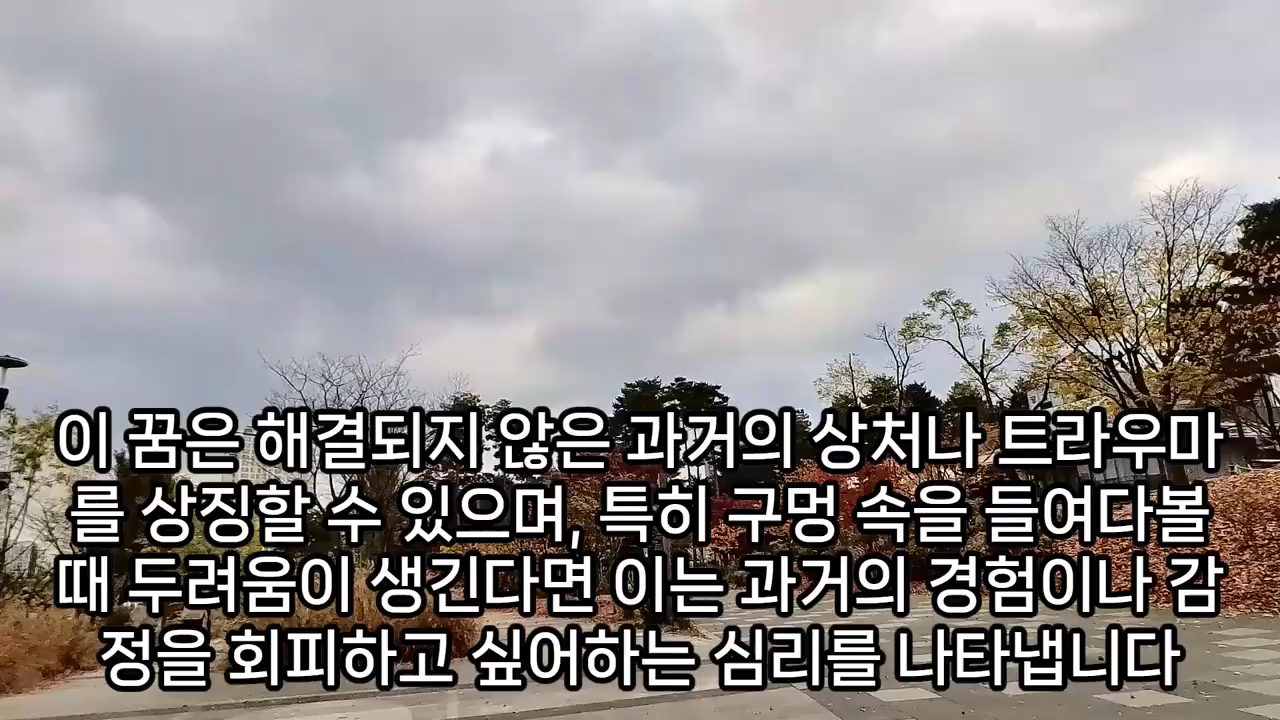 이 꿈은 해결되지 않은 과거의 상처나 트라우마
를 상징할 수 있으며, 특히 구멍 속을 들여다볼
때 두려움이 생긴다면 이는 과거의 경험이나 감
정을 회피하고 싶어하는 심리를 나타냅니다